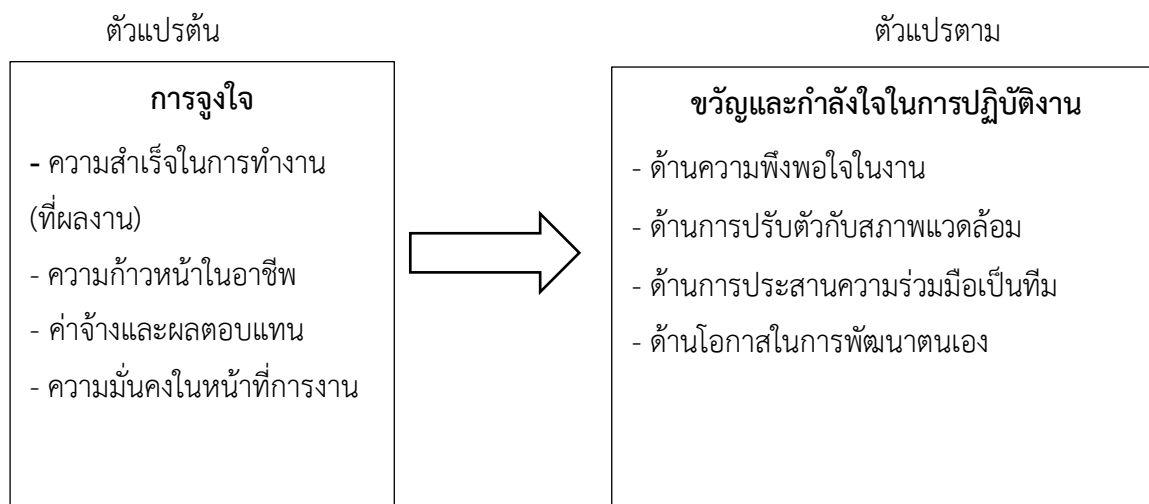 ตัวแปรต้น
การจูงใจ
- ความสำเร็จในการทำงาน
(ที่ผลงาน)
- ความก้าวหน้าในอาชีพ
- ค่าจ้างและผลตอบแทน
- ความมั่นคงในหน้าที่การงาน
ตัวแปรตาม
ขวัญและกำลังใจในการปฏิบัติงาน
- ด้านความพึงพอใจในงาน
- ด้านการปรับตัวกับสภาพแวดล้อม
- ด้านการประสานความร่วมมือเป็นทีม
- ด้านโอกาสในการพัฒนาตนเอง